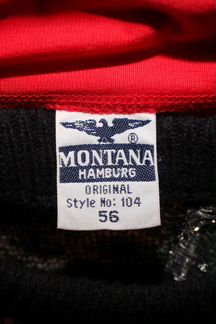 ®
MONTANA
HAMBURG
ORIGINAL
Style No: 104
56